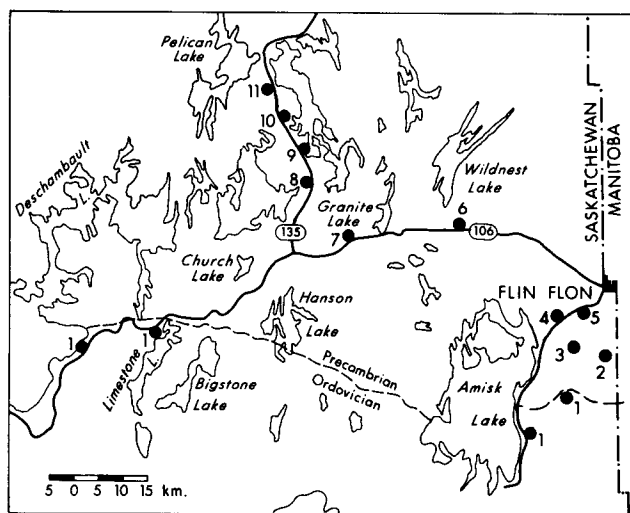 Pelican
Lake
11
10
9
8
Deschambault
L.
Wildnest
Lake
SASKATCHEWAN
MANITOBA
Granite
Lake
6
135
7
106
Church
Lake
FLIN FLON
Hanson
Lake
4
5
1
1
Limestone
L.
Precambrian
Ordovician
3
2
Bigstone
Lake
Amisk
Lake
1
1
5 0 5 10 15 km.